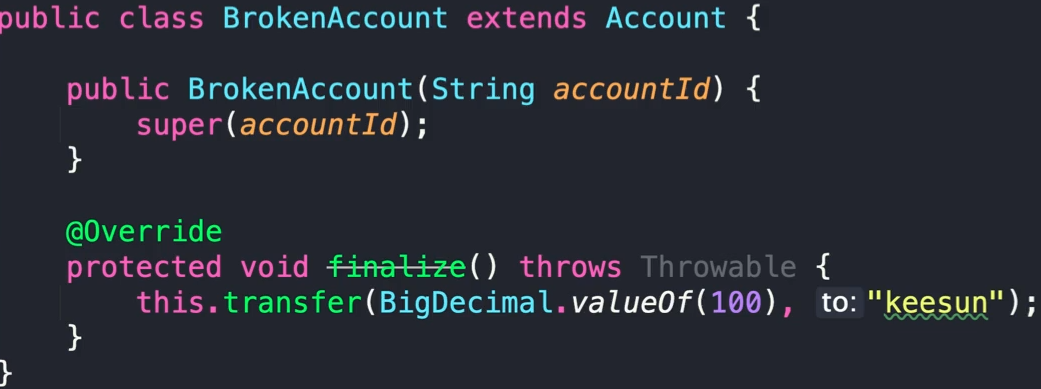 public class BrokenAccount extends Account {
public BrokenAccount(String accountId) {
super(accountId);
}
@Override
protected void finalize() throws Throwable {
this.transfer(BigDecimal.valueOf(100), to: "keesun");
}
}